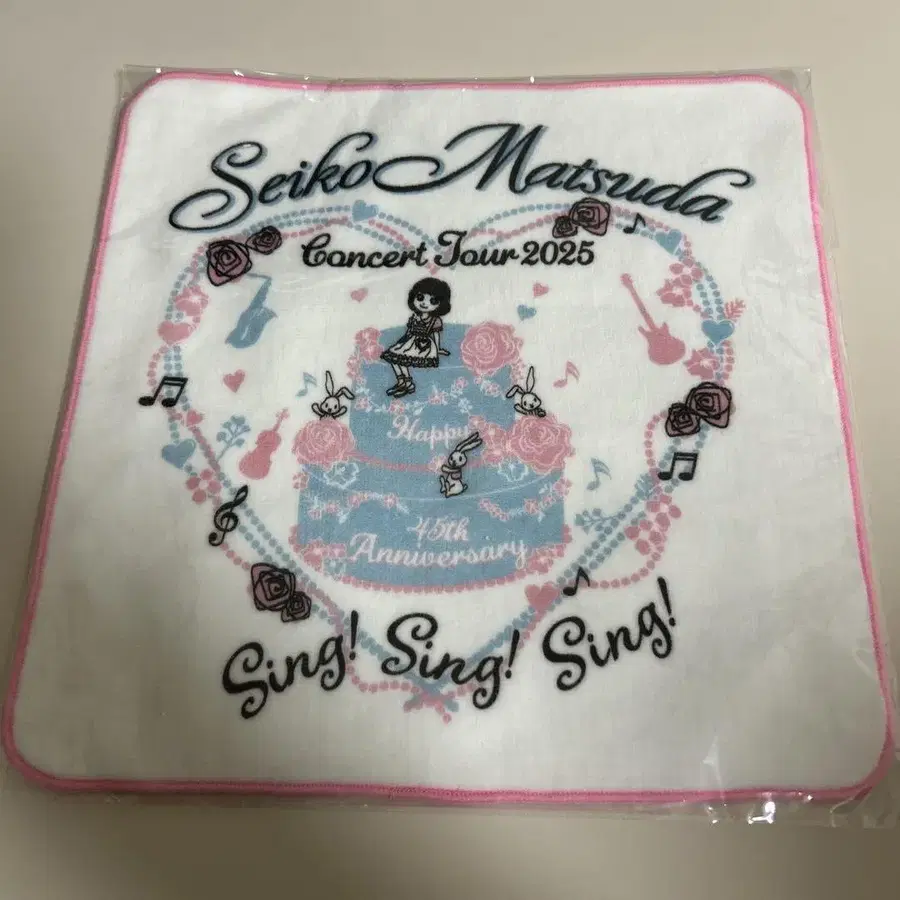 Seiko Matsuda
Concert Tour 2025
Happy
45th
Anniversary
Sing! Sing! Sing!